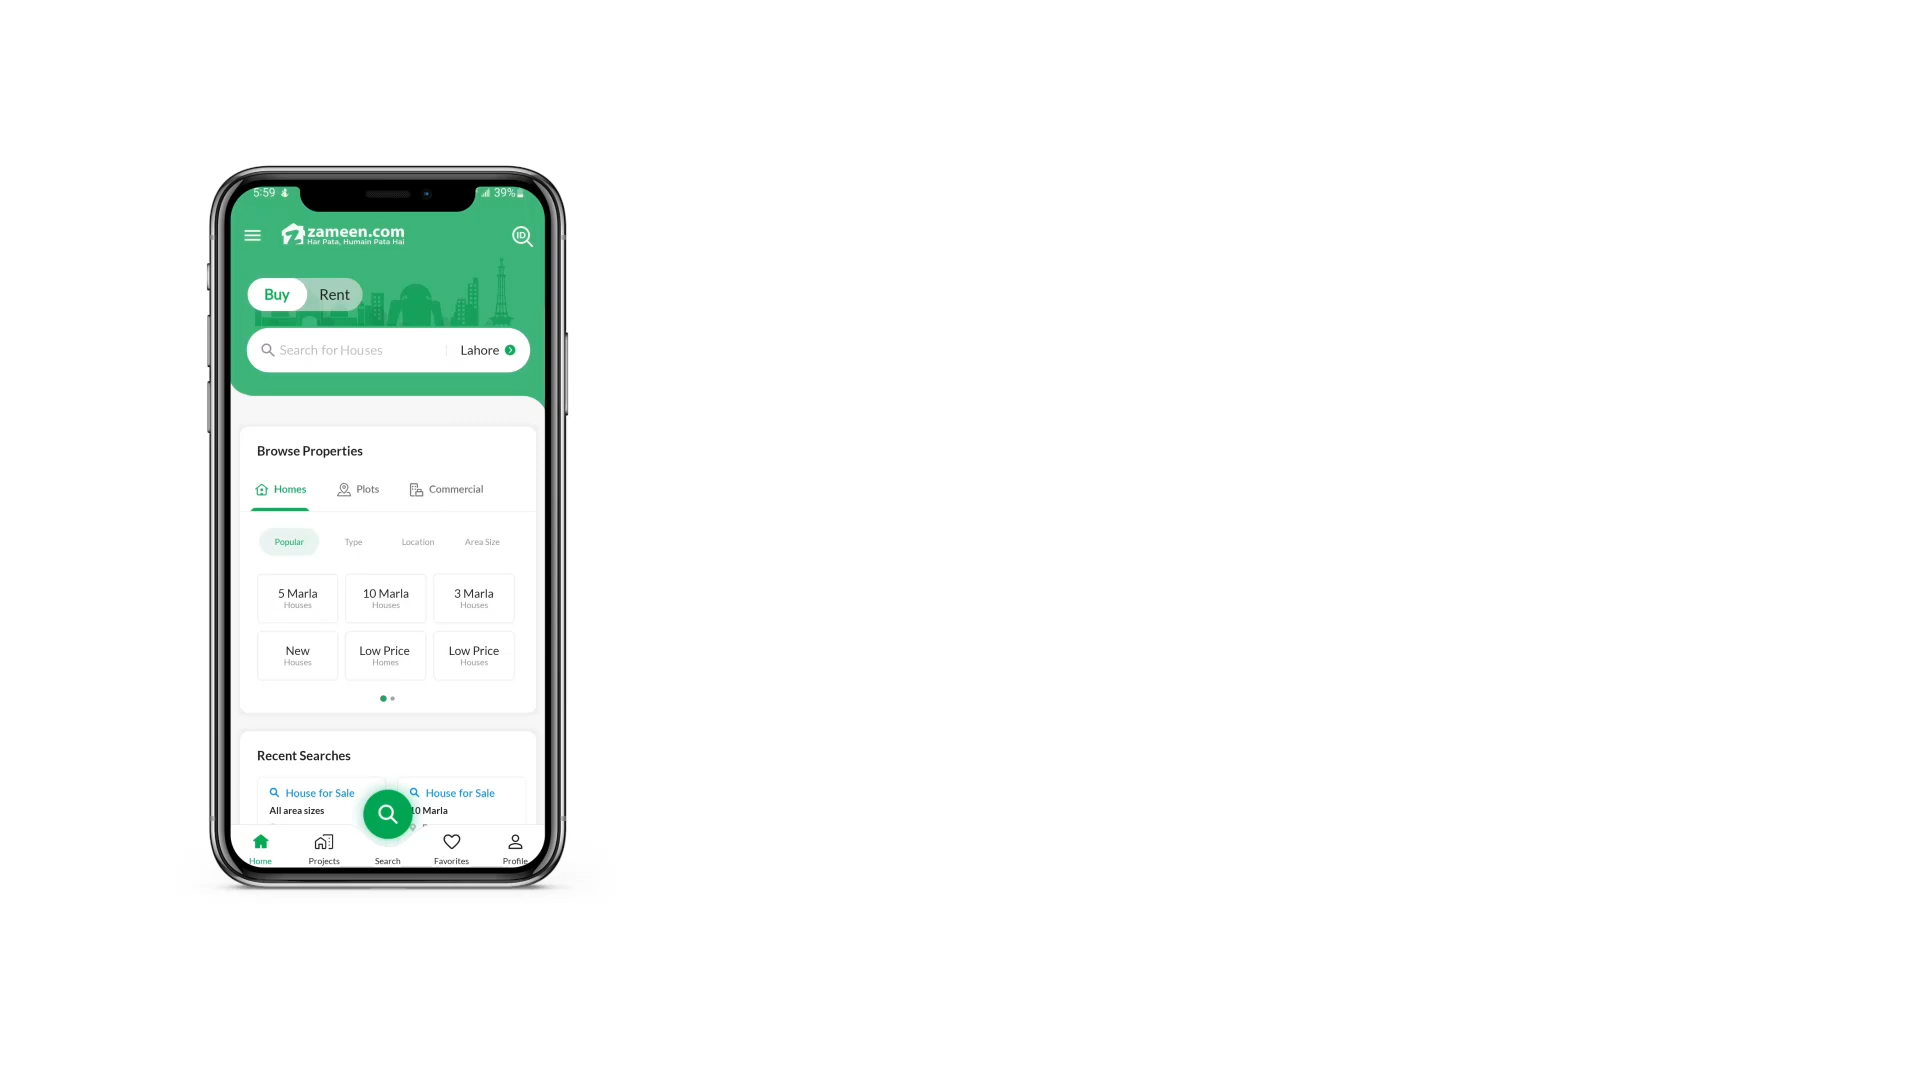 5:59
39%
zameen.com
Har Pata, Humain Pata Hai
ID
Buy Rent
Search for Houses Lahore
Browse Properties
Homes Plots Commercial
Popular Type Location Area Size
5 Marla 10 Marla 3 Marla
Houses Houses Houses
New Low Price Low Price
Houses Homes Houses
Recent Searches
House for Sale House for Sale
All area sizes 10 Marla
Home Projects Search Favorites Profile